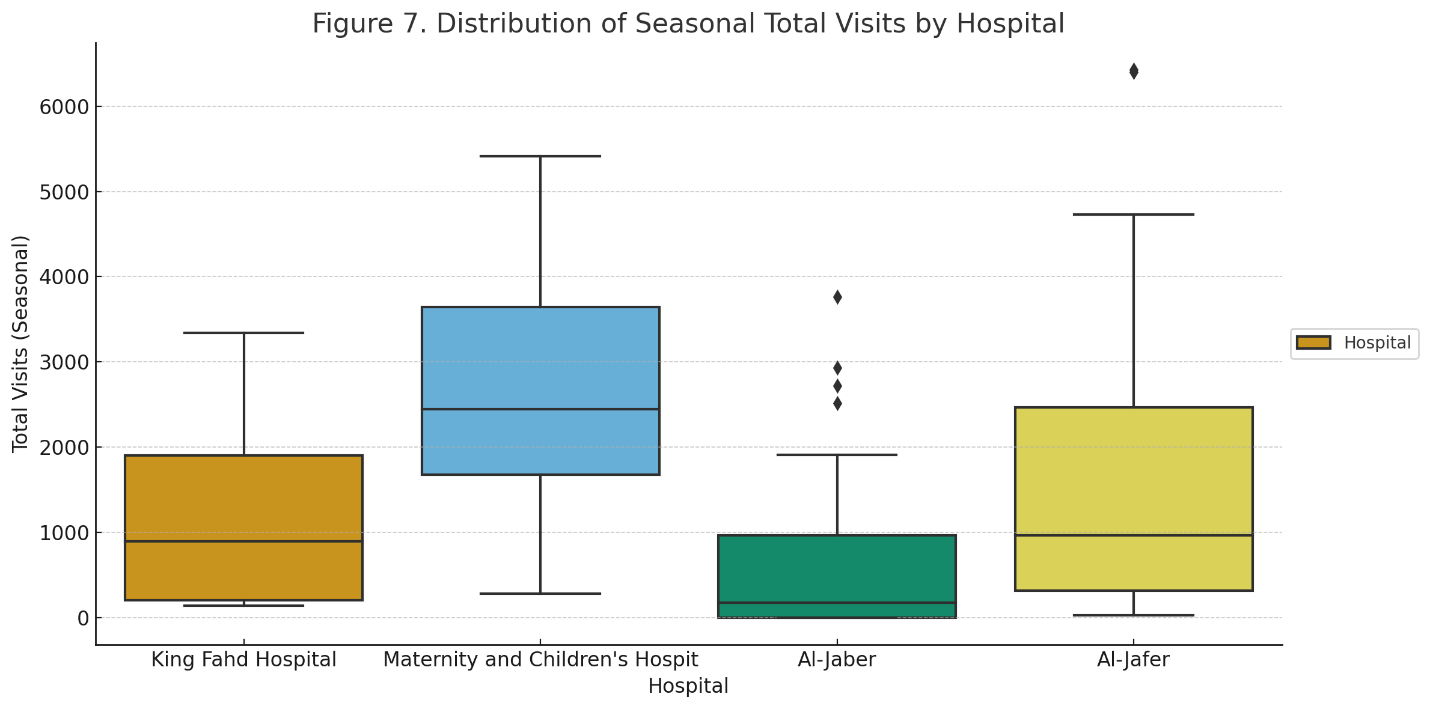 Figure 7. Distribution of Seasonal Total Visits by Hospital
Total Visits (Seasonal)
6000
5000
4000
3000
2000
1000
0
King Fahd Hospital
Maternity and Children's Hospit
Al-Jaber
Al-Jafer
Hospital
Hospital